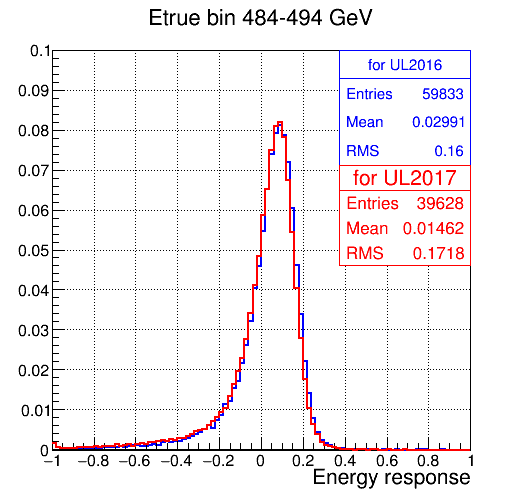 Etrue bin 484-494 GeV
for UL2016
Entries 59833
Mean 0.02991
RMS 0.16
for UL2017
Entries 39628
Mean 0.01462
RMS 0.1718
0.1
0.09
0.08
0.07
0.06
0.05
0.04
0.03
0.02
0.01
0
−1 −0.8 −0.6 −0.4 −0.2 0 0.2 0.4 0.6 0.8 1
Energy response